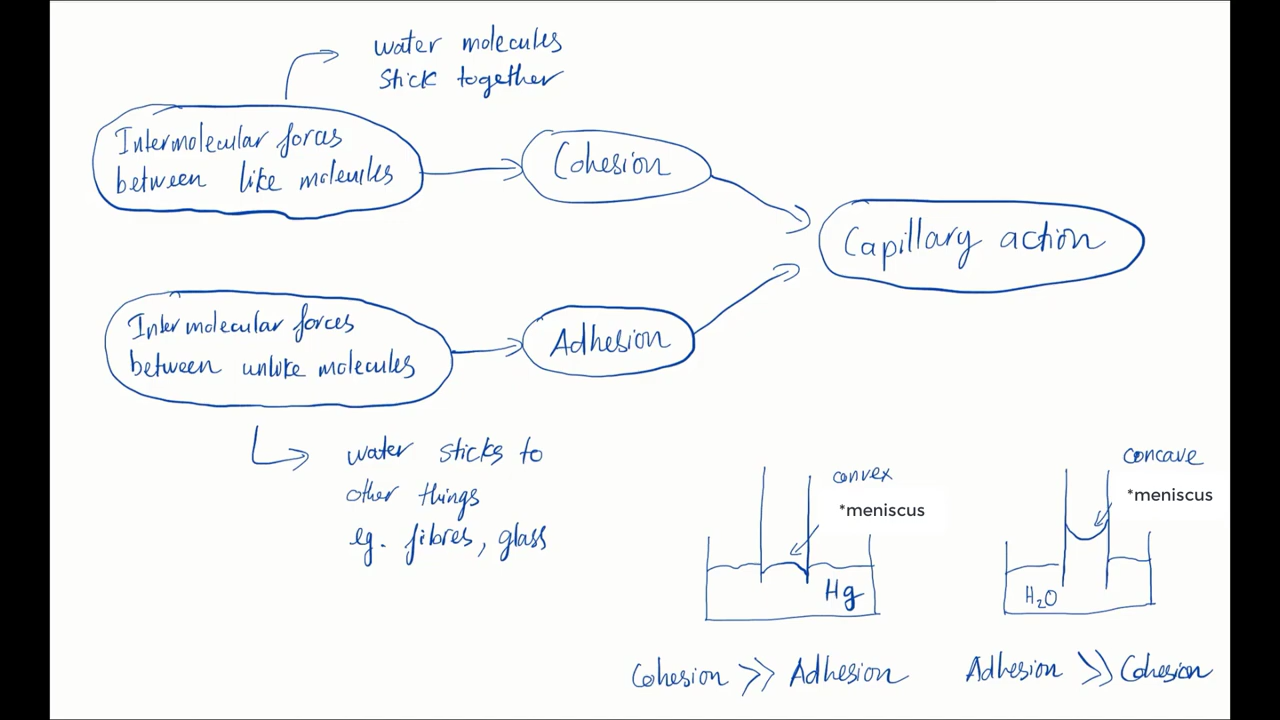 water molecules
stick together
Intermolecular forces
between like molecules
Cohesion
Capillary action
Intermolecular forces
between unlike molecules
Adhesion
water sticks to
other things
eg. fibres, glass
convex
*meniscus
Hg
Cohesion >> Adhesion
concave
*meniscus
H₂O
Adhesion >> Cohesion